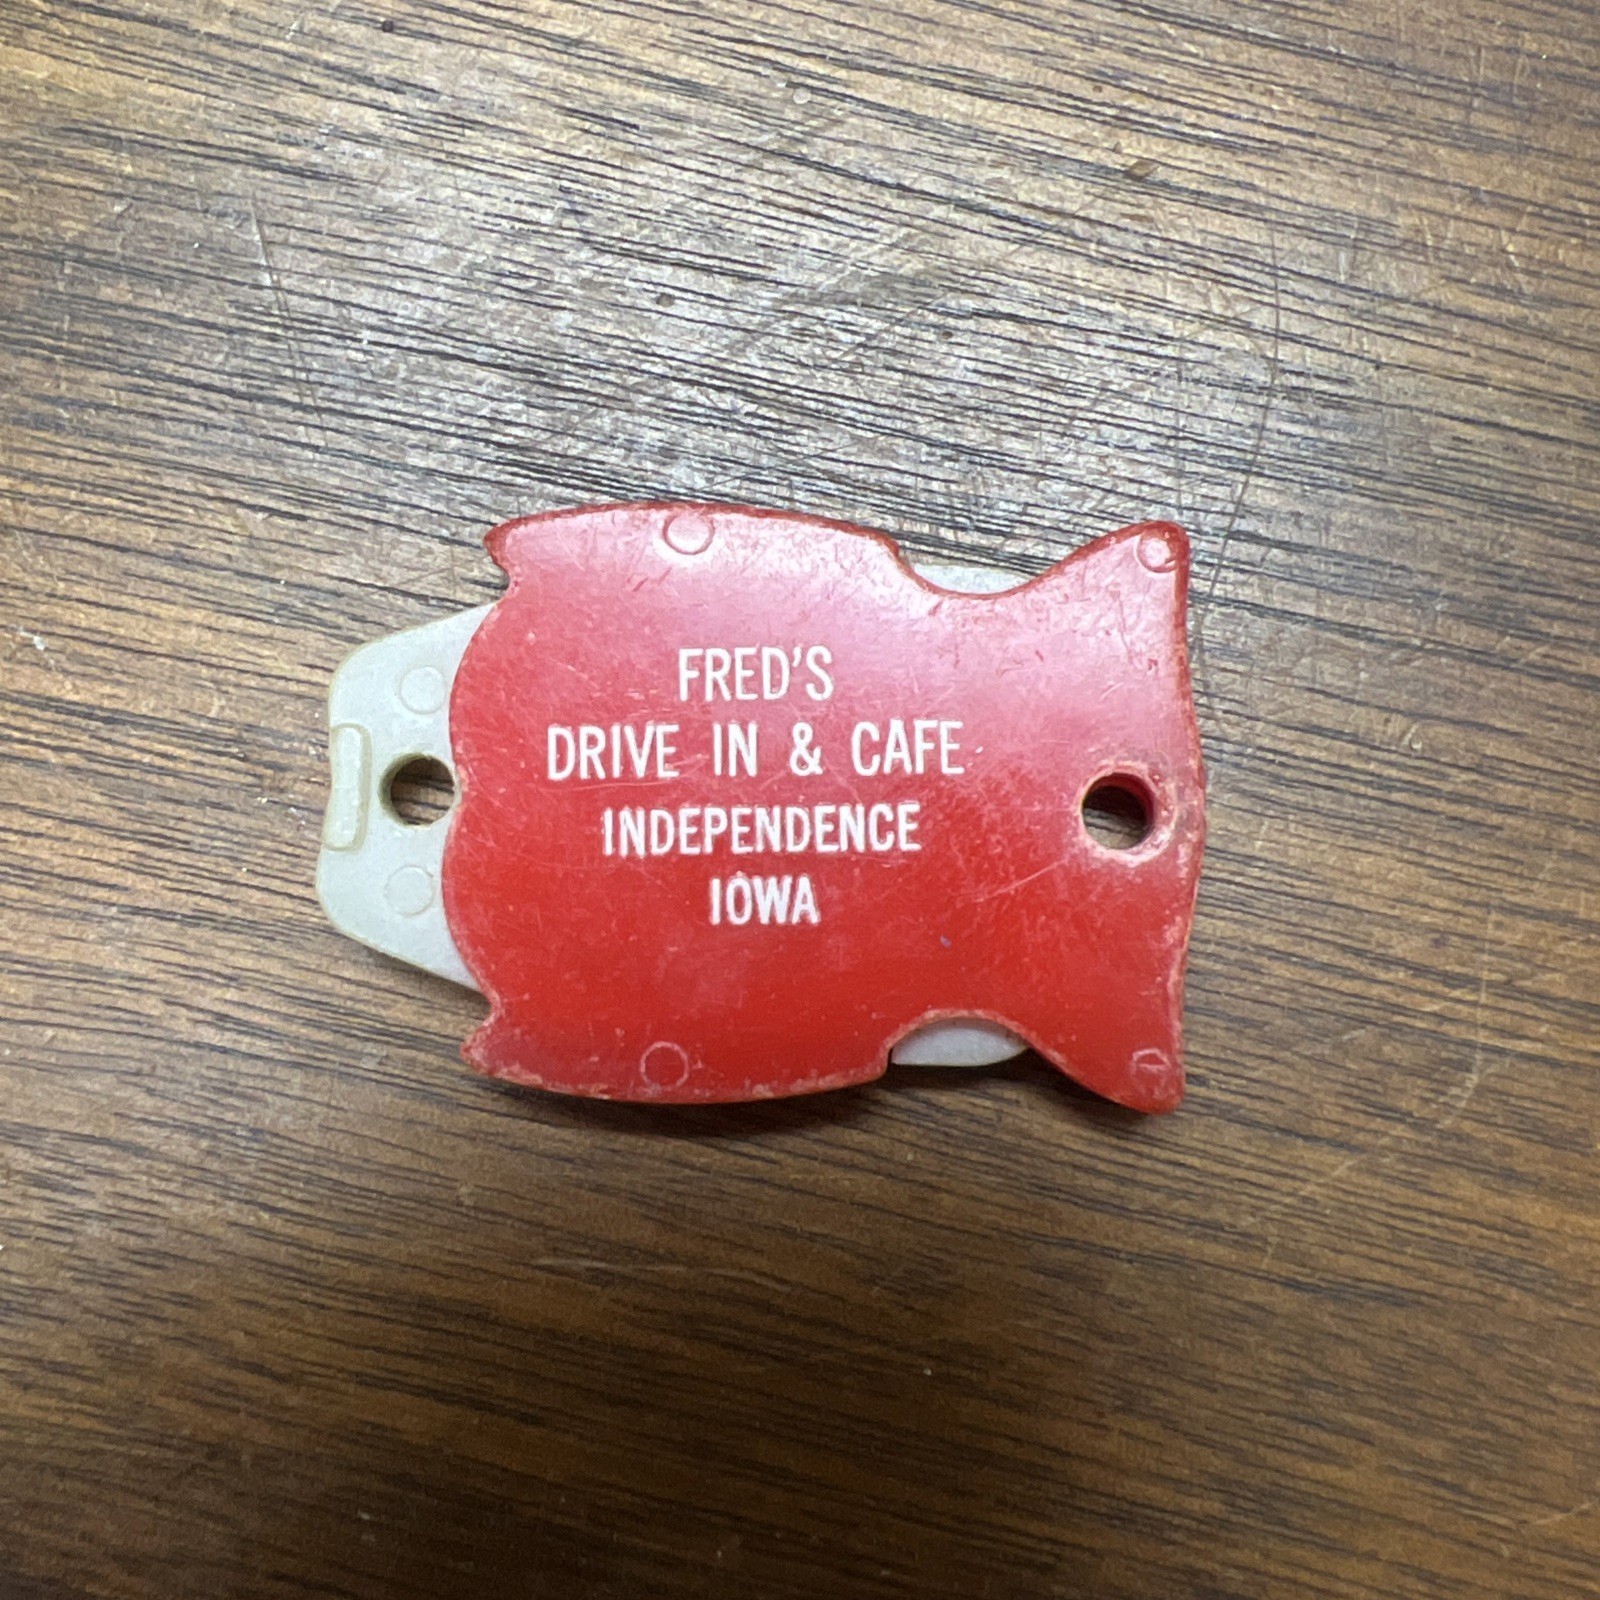 FRED'S
DRIVE IN & CAFE
INDEPENDENCE
IOWA